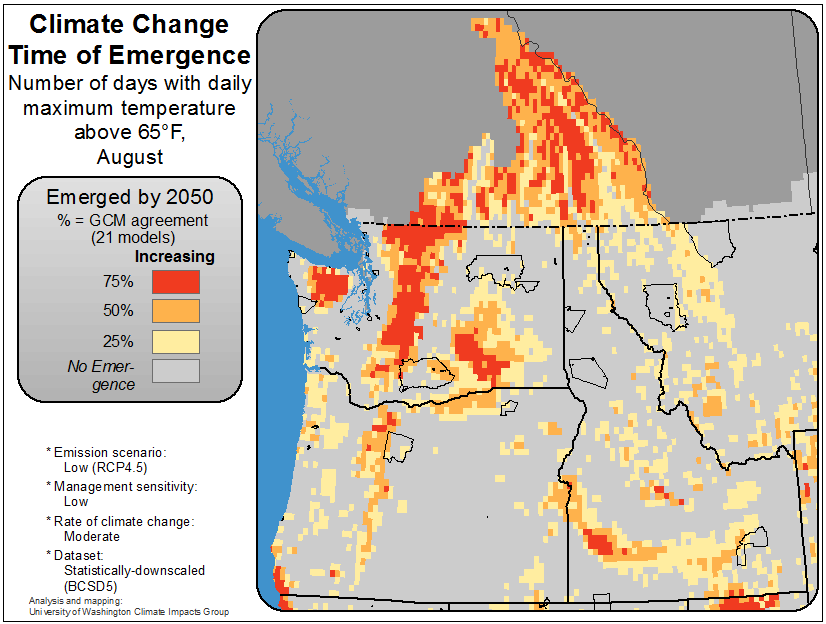 Climate Change
Time of Emergence
Number of days with daily
maximum temperature
above 65°F,
August
Emerged by 2050
% = GCM agreement
(21 models)
Increasing
75%
50%
25%
No Emer-
gence
* Emission scenario:
Low (RCP4.5)
* Management sensitivity:
Low
* Rate of climate change:
Moderate
* Dataset:
Statistically-downscaled
(BCSD5)
Analysis and mapping:
University of Washington Climate Impacts Group